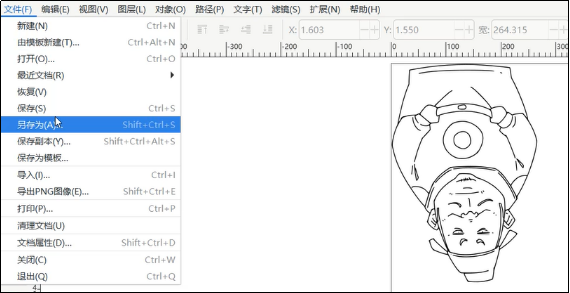 文件(F) 编辑(E) 视图(V) 图层(L) 对象(O) 路径(P) 文字(T) 滤镜(S) 扩展(N) 帮助(H)
新建(N) Ctrl+N
由模板新建(T)... Ctrl+Alt+N
打开(O)... Ctrl+O
最近文档(R)
恢复(V)
保存(S) Ctrl+S
另存为(A)... Shift+Ctrl+S
保存副本(Y)... Shift+Ctrl+Alt+S
保存为模板...
导入(I)... Ctrl+I
导出PNG图像(E)... Shift+Ctrl+E
打印(P)... Ctrl+P
清理文档(U)
文档属性(D)... Shift+Ctrl+D
关闭(C) Ctrl+W
退出(Q) Ctrl+Q
X: 1.603 Y: 1.550 宽: 264.315
-300 -200 -100 0 100 200 300